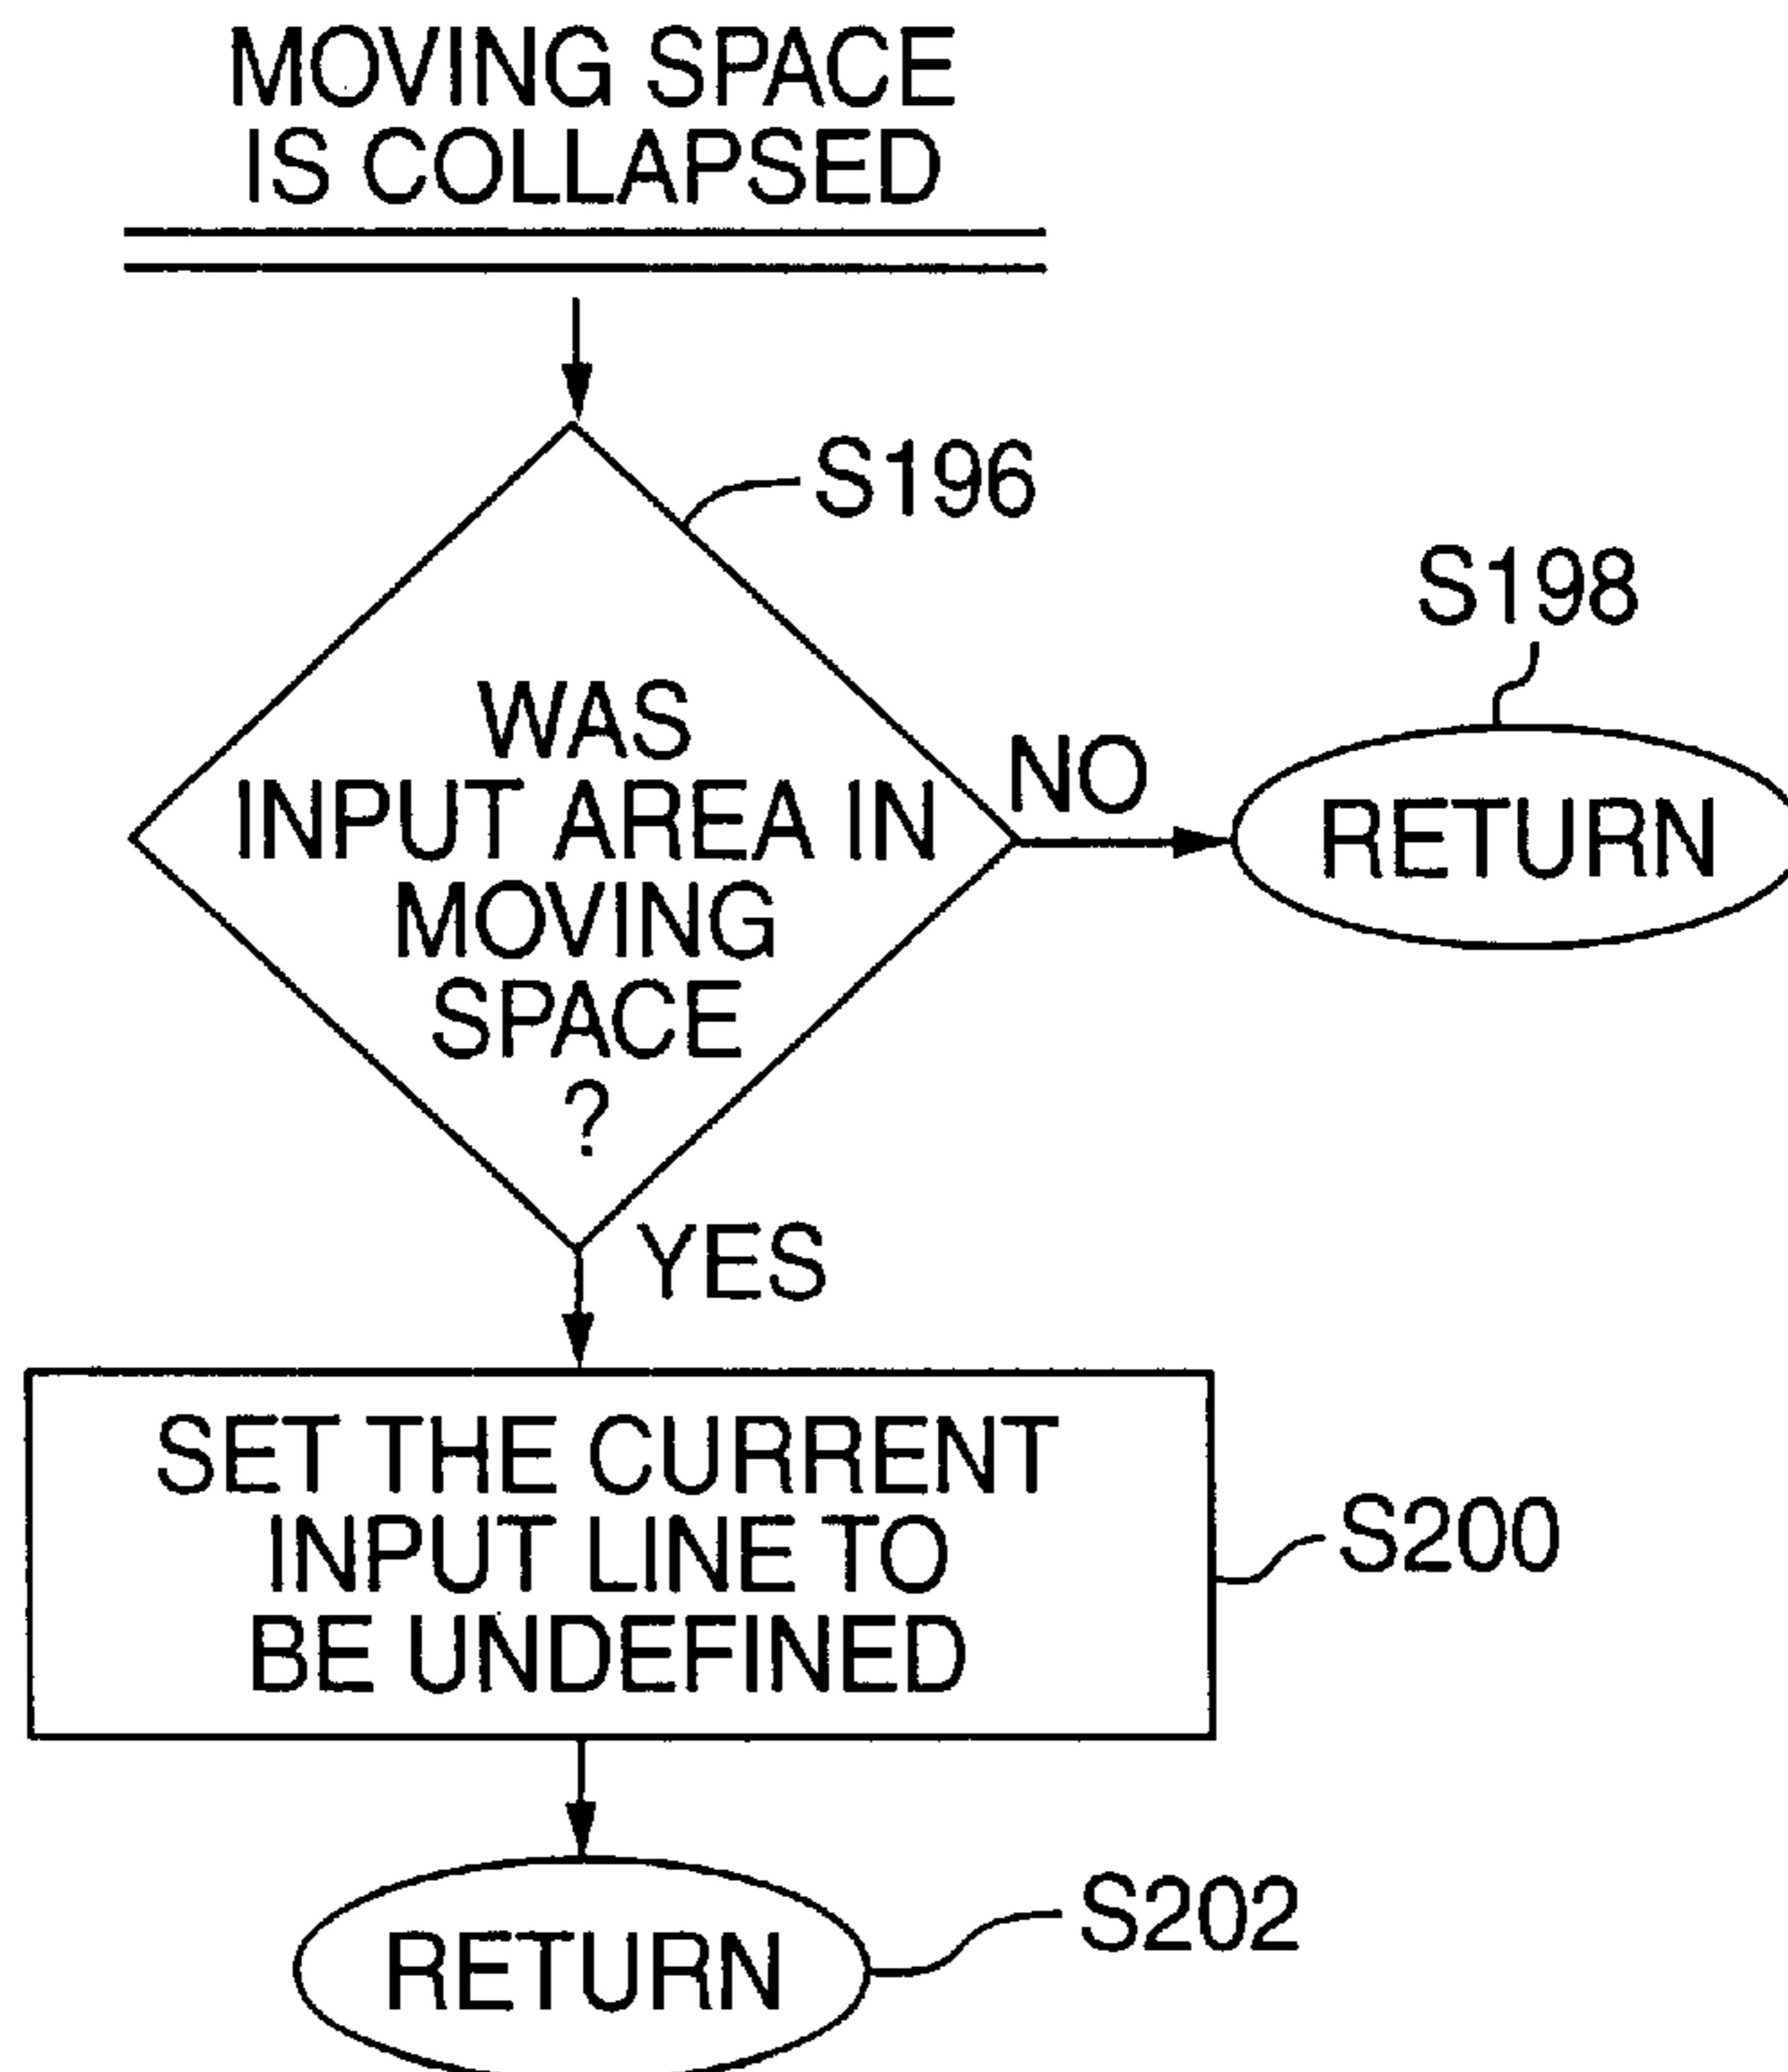 MOVING SPACE
IS COLLAPSED
S196
S198
WAS
INPUT AREA IN
MOVING
SPACE
?
NO
RETURN
YES
SET THE CURRENT
INPUT LINE TO
BE UNDEFINED
S200
RETURN
S202